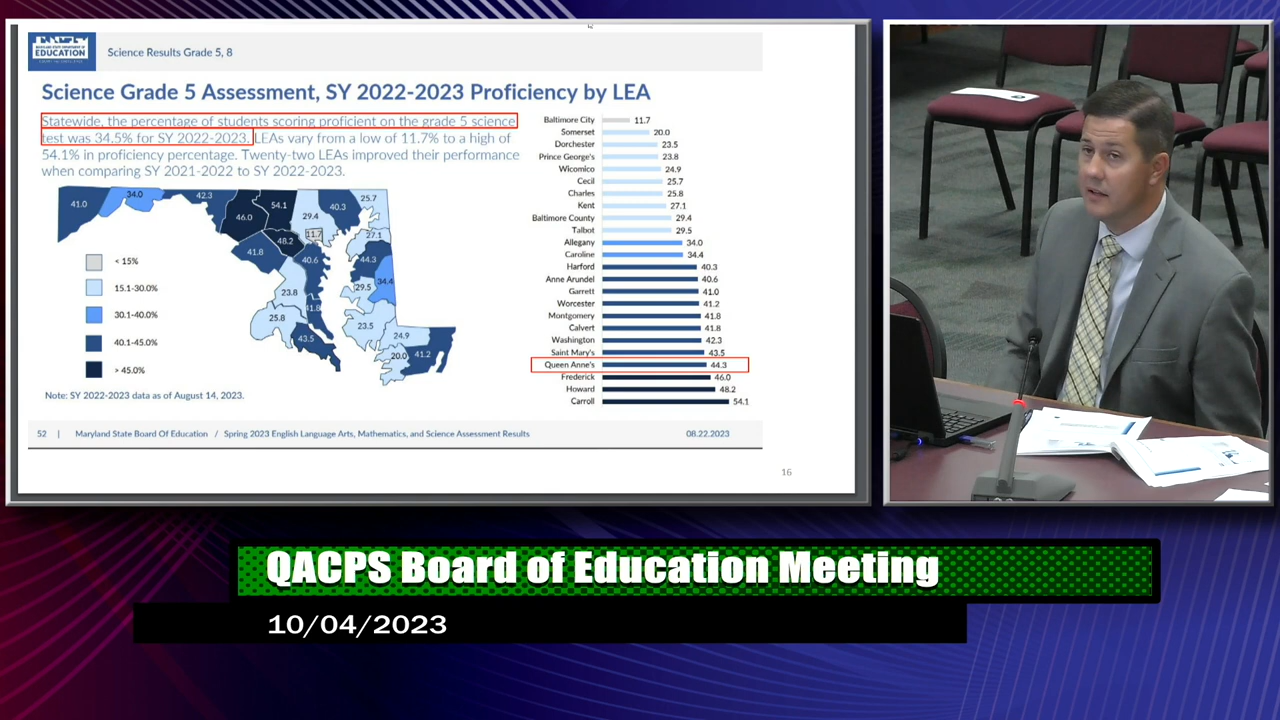 EDUCATION
Science Results Grade 5, 8
Science Grade 5 Assessment, SY 2022-2023 Proficiency by LEA
Statewide, the percentage of students scoring proficient on the grade 5 science
test was 34.5% for SY 2022-2023. LEAs vary from a low of 11.7% to a high of
54.1% in proficiency percentage. Twenty-two LEAs improved their performance
when comparing SY 2021-2022 to SY 2022-2023.
41.0
34.0
42.3
46.0
54.1
29.4
40.3
25.7
11.7
27.1
48.2
41.8
40.6
44.3
34.4
29.5
23.8
41.8
25.8
43.5
23.5
24.9
20.0
41.2
< 15%
15.1-30.0%
30.1-40.0%
40.1-45.0%
> 45.0%
Note: SY 2022-2023 data as of August 14, 2023.
Baltimore City 11.7
Somerset 20.0
Dorchester 23.5
Prince George's 23.8
Wicomico 24.9
Cecil 25.7
Charles 25.8
Kent 27.1
Baltimore County 29.4
Talbot 29.5
Allegany 34.0
Caroline 34.4
Harford 40.3
Anne Arundel 40.6
Garrett 41.0
Worcester 41.2
Montgomery 41.8
Calvert 41.8
Washington 42.3
Saint Mary's 43.5
Queen Anne's 44.3
Frederick 46.0
Howard 48.2
Carroll 54.1
52 | Maryland State Board Of Education / Spring 2023 English Language Arts, Mathematics, and Science Assessment Results 08.22.2023
16
QACPS Board of Education Meeting
10/04/2023